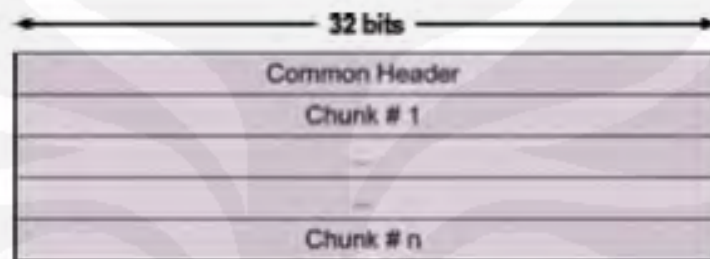 32 bits
Common Header
Chunk # 1
...
...
Chunk # n